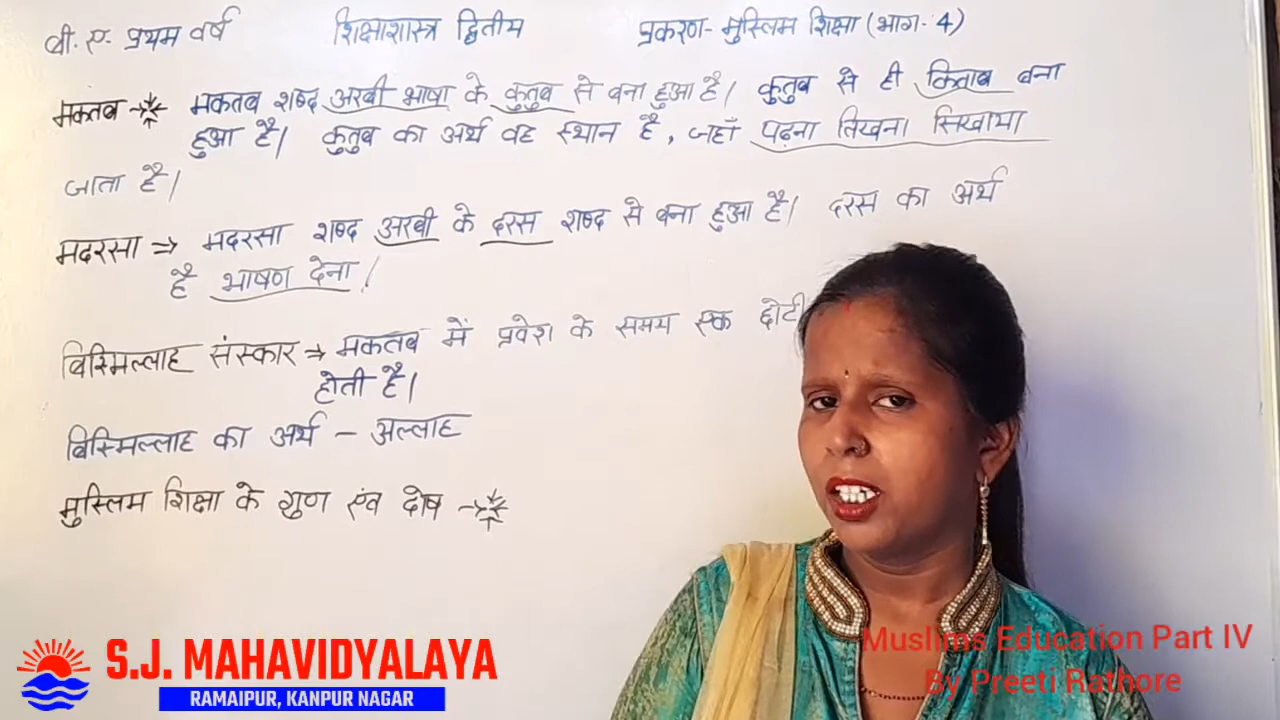 बी. ए. प्रथम वर्ष शिक्षाशास्त्र द्वितीय प्रकरण- मुस्लिम शिक्षा (भाग- 4)
मकतब → मकतब शब्द अरबी भाषा के कुतुब से बना हुआ है। कुतुब से ही किताब बना
हुआ है। कुतुब का अर्थ वह स्थान है, जहाँ पढ़ना लिखना सिखाया
जाता है।
मदरसा ⇒ मदरसा शब्द अरबी के दरस शब्द से बना हुआ है। दरस का अर्थ
है भाषण देना।
बिस्मिल्लाह संस्कार → मकतब में प्रवेश के समय एक छोटी
होती है।
बिस्मिल्लाह का अर्थ - अल्लाह
मुस्लिम शिक्षा के गुण एंव दोष →
S.J. MAHAVIDYALAYA
RAMAIPUR, KANPUR NAGAR
Muslims Education Part IV
By Preeti Rathore